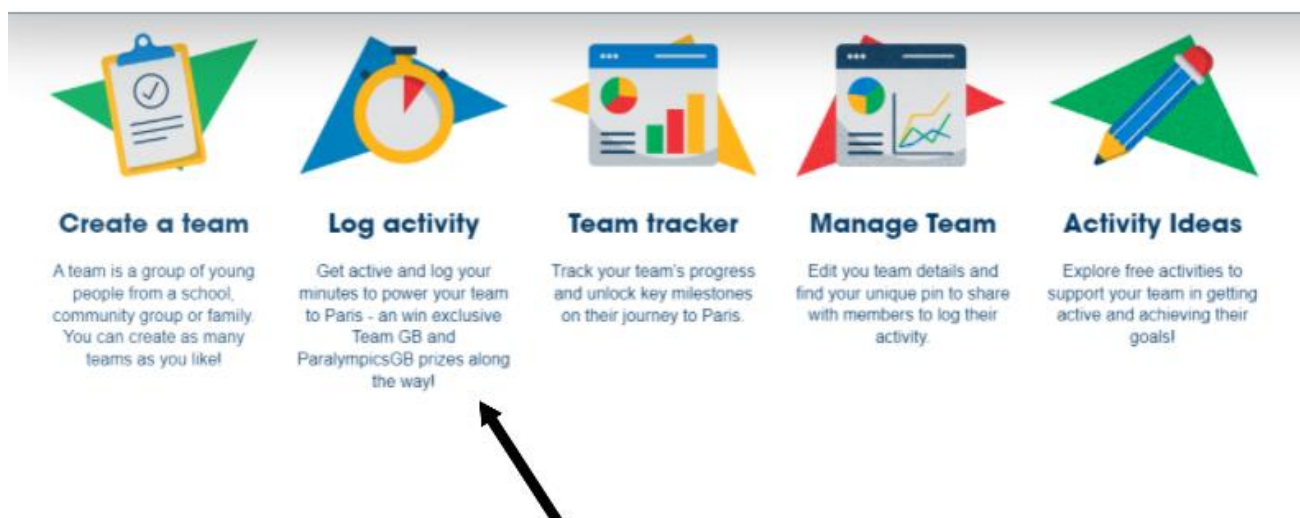 Create a team
A team is a group of young
people from a school,
community group or family.
You can create as many
teams as you like!
Log activity
Get active and log your
minutes to power your team
to Paris - an win exclusive
Team GB and
ParalympicsGB prizes along
the way!
Team tracker
Track your team's progress
and unlock key milestones
on their journey to Paris.
Manage Team
Edit you team details and
find your unique pin to share
with members to log their
activity.
Activity Ideas
Explore free activities to
support your team in getting
active and achieving their
goals!